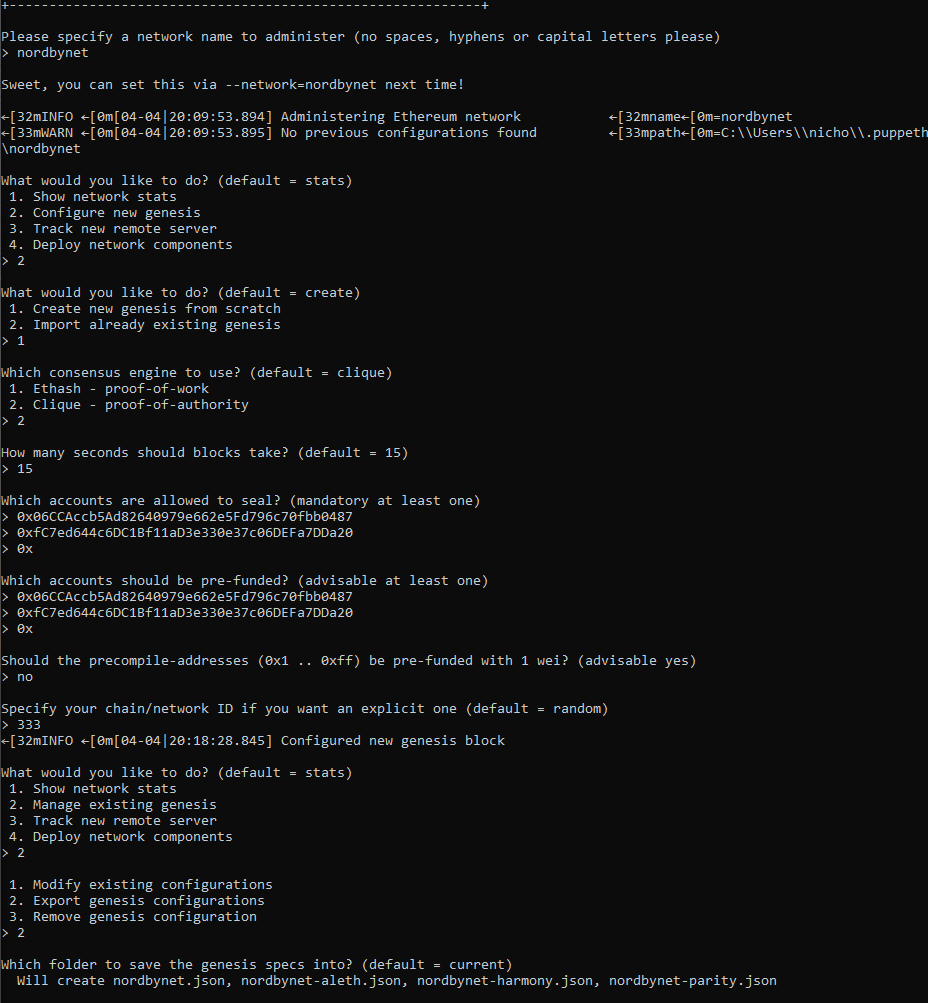 +-----------------------------------------------------------+
Please specify a network name to administer (no spaces, hyphens or capital letters please)
> nordbynet
Sweet, you can set this via --network=nordbynet next time!
←[32mINFO ←[0m[04-04|20:09:53.894] Administering Ethereum network           ←[32mname←[0m=nordbynet
←[33mWARN ←[0m[04-04|20:09:53.895] No previous configurations found         ←[33mpath←[0m=C:\\Users\\nicho\\.puppeth
\nordbynet
What would you like to do? (default = stats)
 1. Show network stats
 2. Configure new genesis
 3. Track new remote server
 4. Deploy network components
> 2
What would you like to do? (default = create)
 1. Create new genesis from scratch
 2. Import already existing genesis
> 1
Which consensus engine to use? (default = clique)
 1. Ethash - proof-of-work
 2. Clique - proof-of-authority
> 2
How many seconds should blocks take? (default = 15)
> 15
Which accounts are allowed to seal? (mandatory at least one)
> 0x06CCAccb5Ad82640979e662e5Fd796c70fbb0487
> 0xfC7ed644c6DC1Bf11aD3e330e37c06DEFa7DDa20
> 0x
Which accounts should be pre-funded? (advisable at least one)
> 0x06CCAccb5Ad82640979e662e5Fd796c70fbb0487
> 0xfC7ed644c6DC1Bf11aD3e330e37c06DEFa7DDa20
> 0x
Should the precompile-addresses (0x1 .. 0xff) be pre-funded with 1 wei? (advisable yes)
> no
Specify your chain/network ID if you want an explicit one (default = random)
> 333
←[32mINFO ←[0m[04-04|20:18:28.845] Configured new genesis block
What would you like to do? (default = stats)
 1. Show network stats
 2. Manage existing genesis
 3. Track new remote server
 4. Deploy network components
> 2
 1. Modify existing configurations
 2. Export genesis configurations
 3. Remove genesis configuration
> 2
Which folder to save the genesis specs into? (default = current)
  Will create nordbynet.json, nordbynet-aleth.json, nordbynet-harmony.json, nordbynet-parity.json